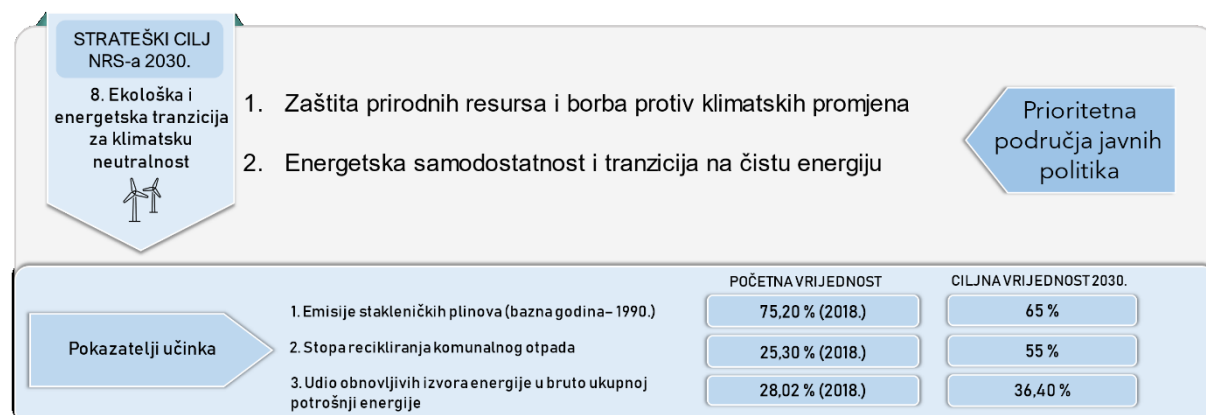 STRATEŠKI CILJ
NRS-a 2030.
8. Ekološka i
energetska tranzicija
za klimatsku
neutralnost
1. Zaštita prirodnih resursa i borba protiv klimatskih promjena
2. Energetska samodostatnost i tranzicija na čistu energiju
Prioritetna
područja javnih
politika
POČETNA VRIJEDNOST
CILJNA VRIJEDNOST 2030.
Pokazatelji učinka
1. Emisije stakleničkih plinova (bazna godina– 1990.)
75,20 % (2018.)
65 %
2. Stopa recikliranja komunalnog otpada
25,30 % (2018.)
55 %
3. Udio obnovljivih izvora energije u bruto ukupnoj
potrošnji energije
28,02 % (2018.)
36,40 %